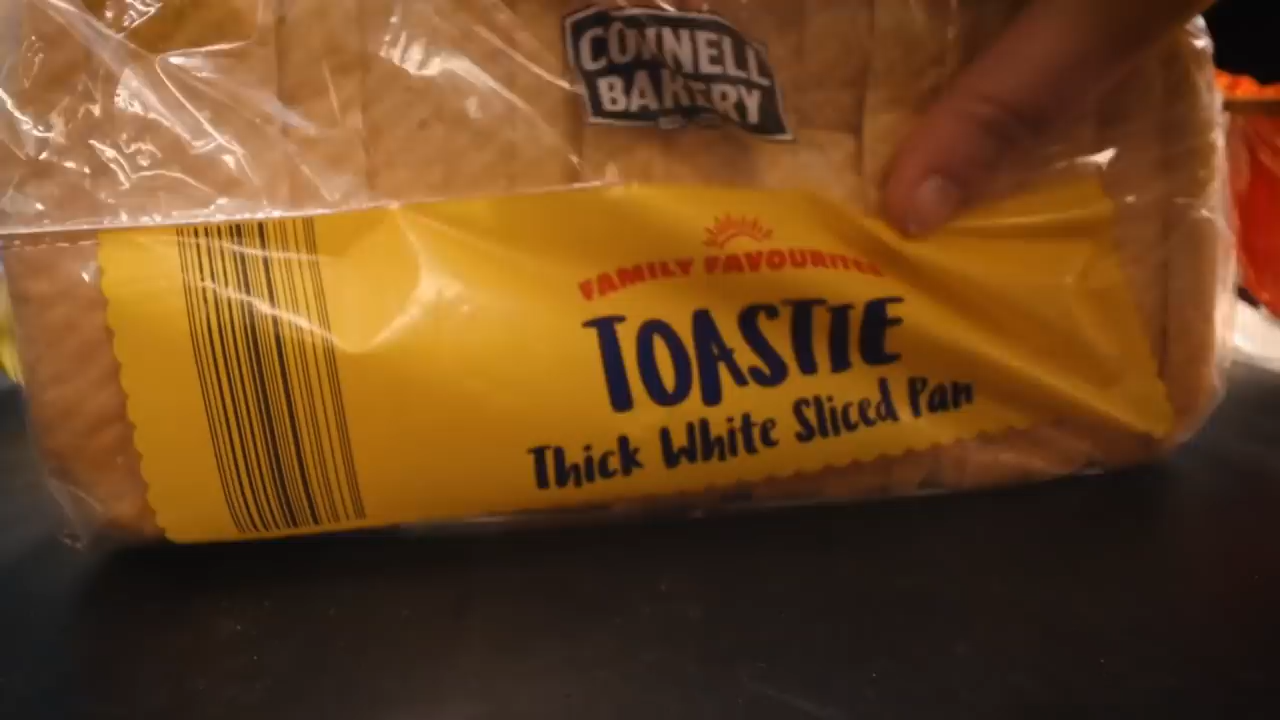 CONNELL
BAKERY
FAMILY FAVOURITES
TOASTIE
Thick White Sliced Pan